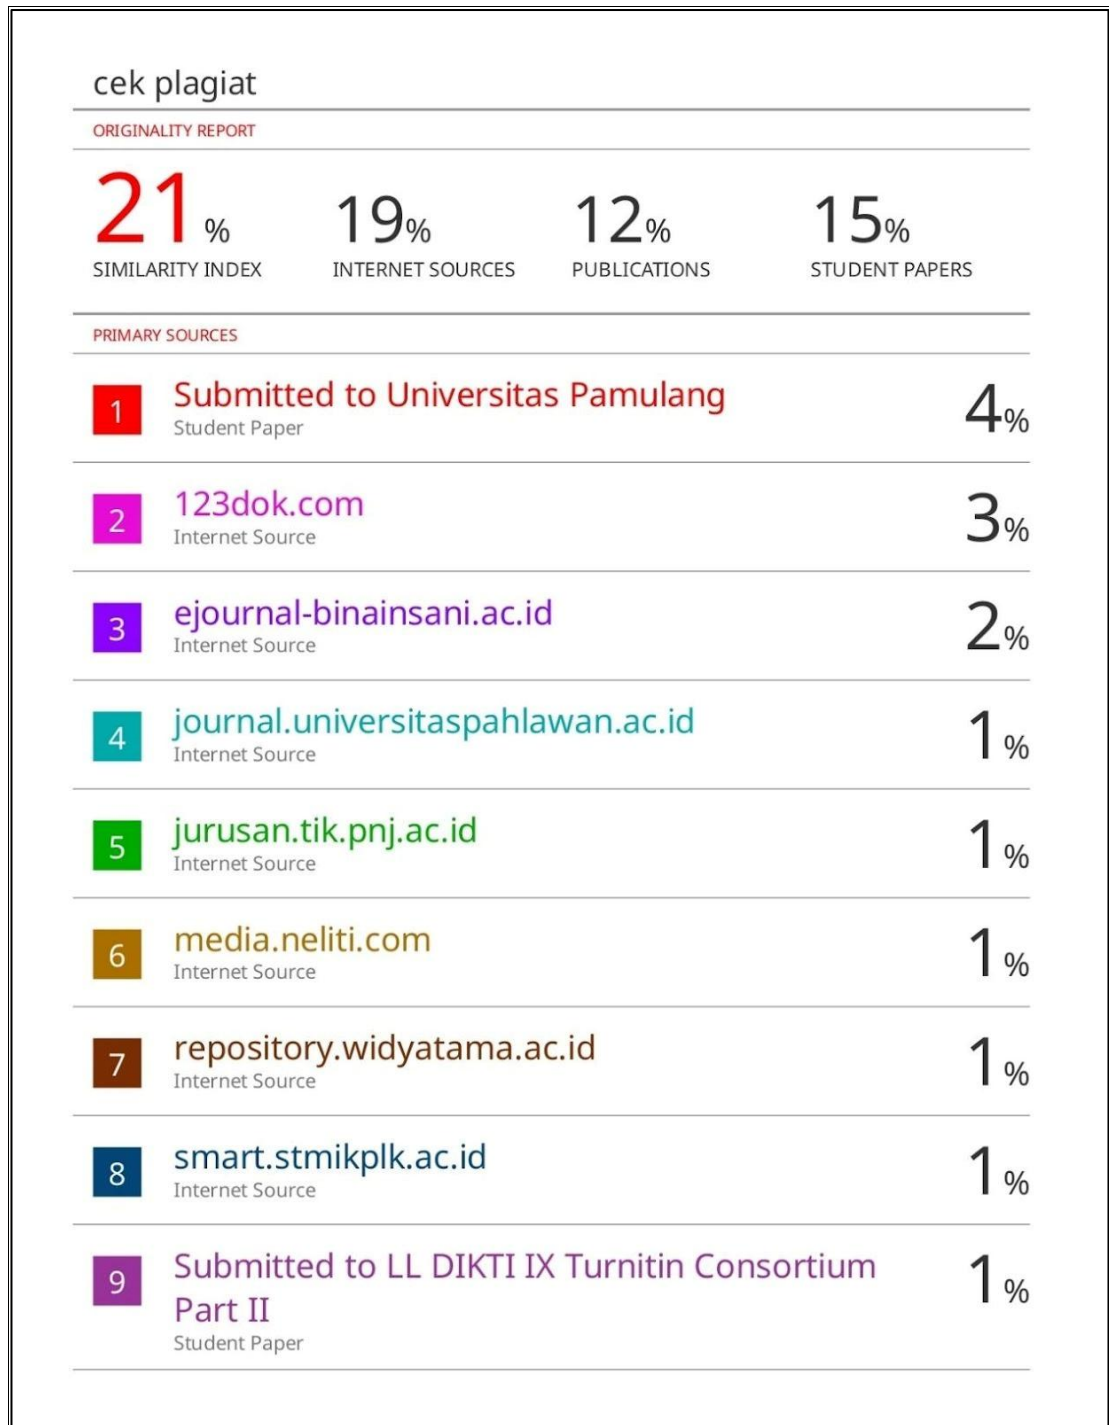 cek plagiat
ORIGINALITY REPORT
21%
19%
12%
15%
SIMILARITY INDEX
INTERNET SOURCES
PUBLICATIONS
STUDENT PAPERS
PRIMARY SOURCES
1
Submitted to Universitas Pamulang
Student Paper
4%
2
123dok.com
Internet Source
3%
3
ejournal-binainsani.ac.id
Internet Source
2%
4
journal.universitaspahlawan.ac.id
Internet Source
1%
5
jurusan.tik.pnj.ac.id
Internet Source
1%
6
media.neliti.com
Internet Source
1%
7
repository.widyatama.ac.id
Internet Source
1%
8
smart.stmikplk.ac.id
Internet Source
1%
9
Submitted to LL DIKTI IX Turnitin Consortium
Part II
Student Paper
1%